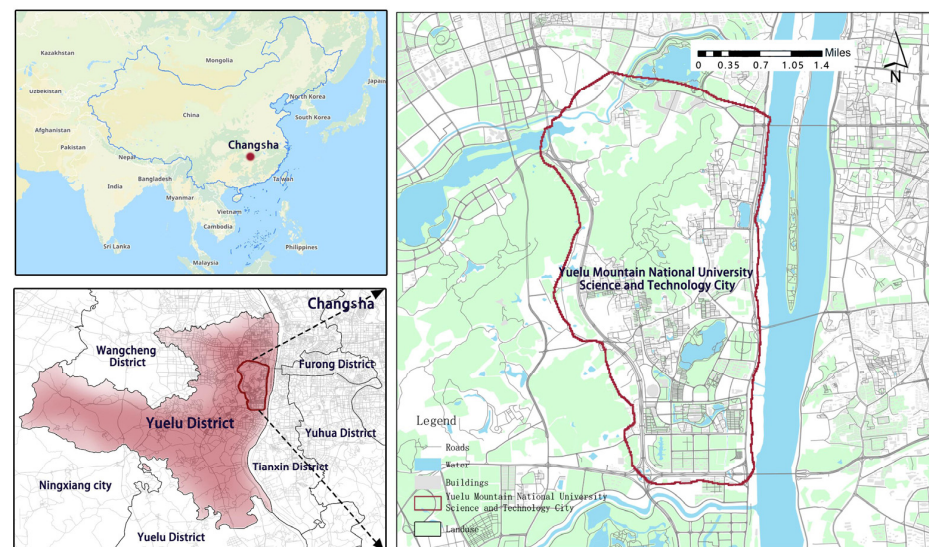 Kazakhstan
Mongolia
Uzbekistan
Japan
North Korea
South Korea
China
Afghanistan
Changsha
Pakistan
Nepal
Taiwan
Bangladesh
India
Myanmar
Vietnam
Cambodia
Philippines
Sri Lanka
Malaysia
Changsha
Wangcheng
District
Furong District
Yuelu District
Yuhua District
Tianxin District
Ningxiang city
Yuelu District
Miles
0 0.35 0.7 1.05 1.4
N
Yuelu Mountain National University
Science and Technology City
Legend
Roads
Water
Buildings
Yuelu Mountain National University
Science and Technology City
Landuse